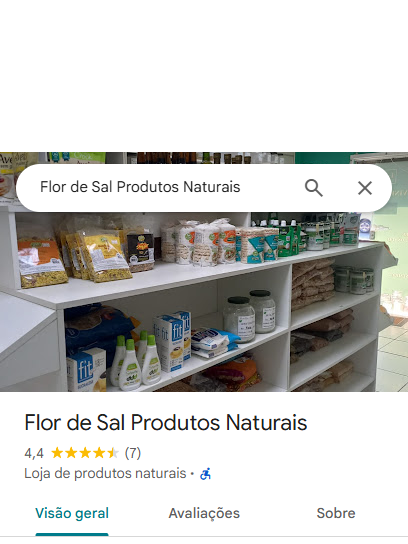 Flor de Sal Produtos Naturais
fit
fit
Flor de Sal Produtos Naturais
4,4 (7)
Loja de produtos naturais ·
Visão geral
Avaliações
Sobre